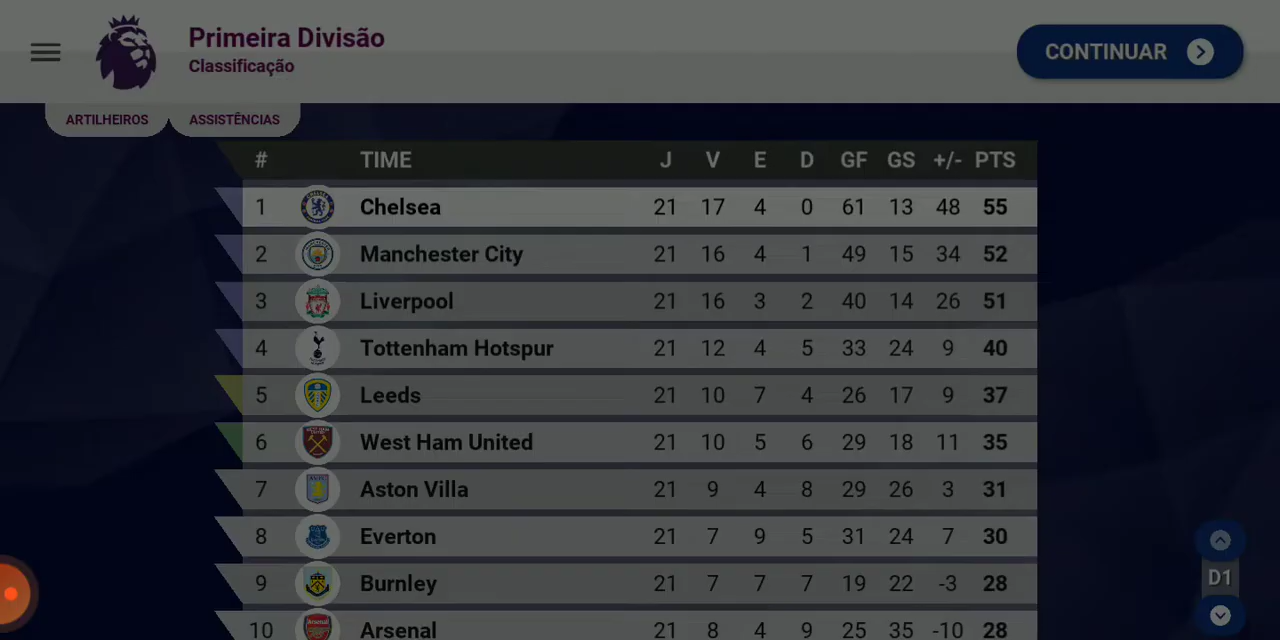 Primeira Divisão
Classificação
CONTINUAR
ARTILHEIROS ASSISTÊNCIAS
# TIME J V E D GF GS +/- PTS
1 Chelsea 21 17 4 0 61 13 48 55
2 Manchester City 21 16 4 1 49 15 34 52
3 Liverpool 21 16 3 2 40 14 26 51
4 Tottenham Hotspur 21 12 4 5 33 24 9 40
5 Leeds 21 10 7 4 26 17 9 37
6 West Ham United 21 10 5 6 29 18 11 35
7 Aston Villa 21 9 4 8 29 26 3 31
8 Everton 21 7 9 5 31 24 7 30
9 Burnley 21 7 7 7 19 22 -3 28
10 Arsenal 21 8 4 9 25 35 -10 28
D1